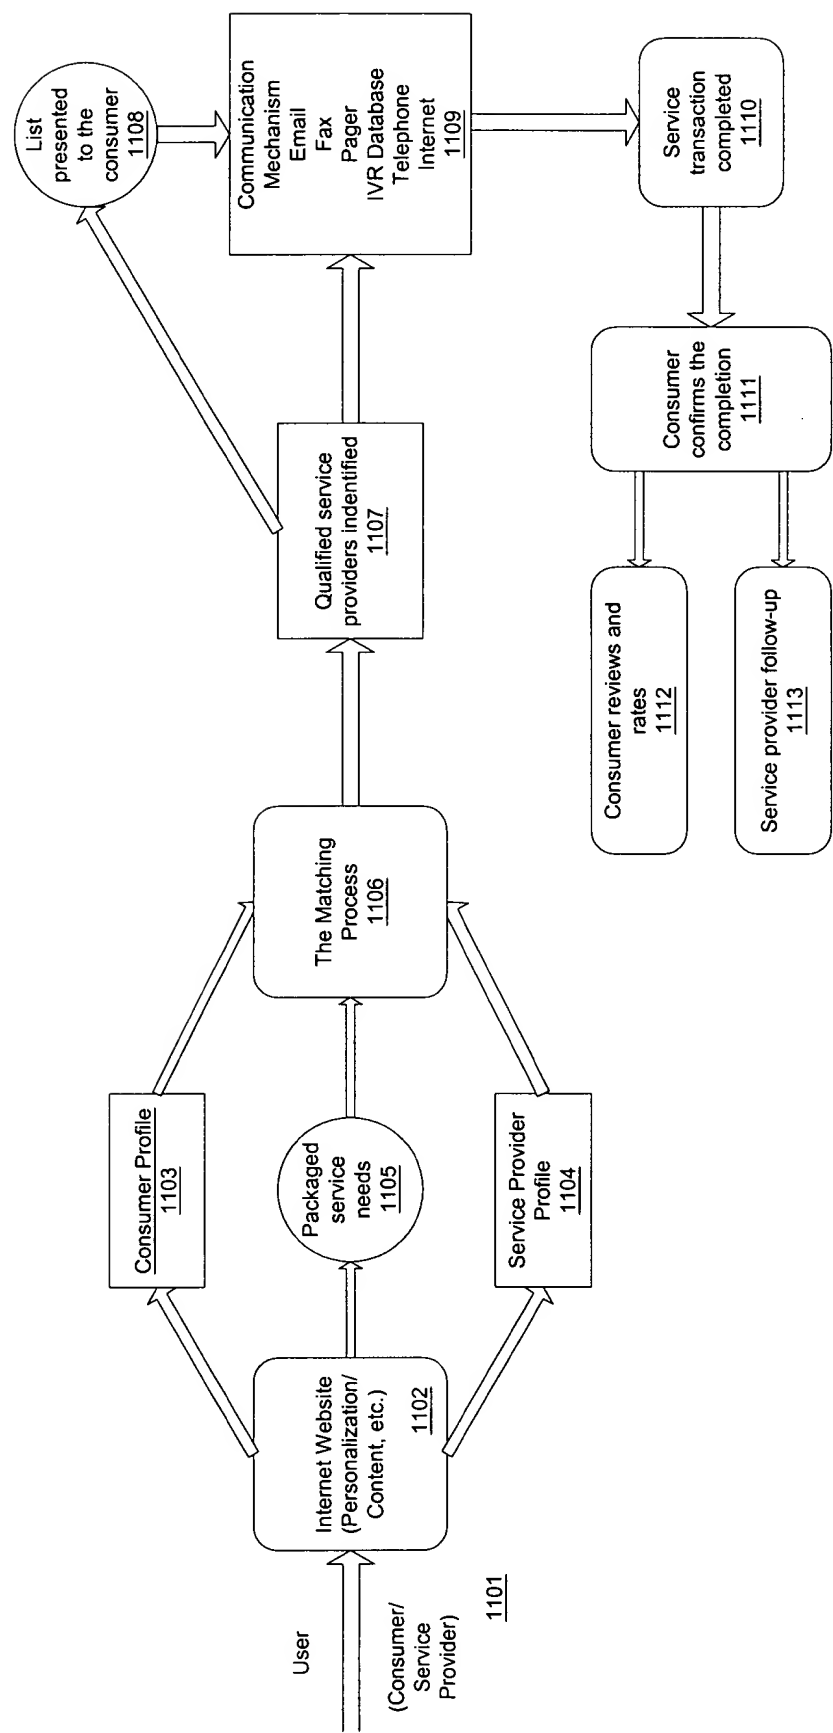 User
(Consumer/
Service
Provider)
1101
Internet Website
(Personalization/
Content, etc.)
1102
Consumer Profile
1103
Packaged
service
needs
1105
Service Provider
Profile
1104
The Matching
Process
1106
Qualified service
providers indentified
1107
List
presented
to the
consumer
1108
Communication
Mechanism
Email
Fax
Pager
IVR Database
Telephone
Internet
1109
Service
transaction
completed
1110
Consumer
confirms the
completion
1111
Consumer reviews and
rates
1112
Service provider follow-up
1113